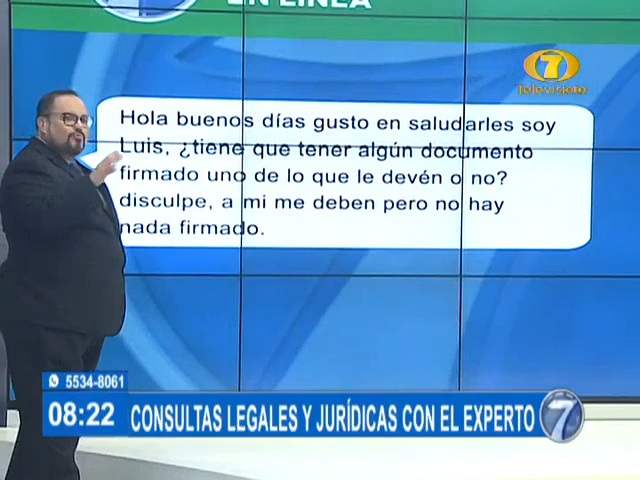 EN LÍNEA
7
Televisiete
Hola buenos días gusto en saludarles soy
Luis, ¿tiene que tener algún documento
firmado uno de lo que le devén o no?
disculpe, a mi me deben pero no hay
nada firmado.
5534-8061
08:22 CONSULTAS LEGALES Y JURÍDICAS CON EL EXPERTO 7